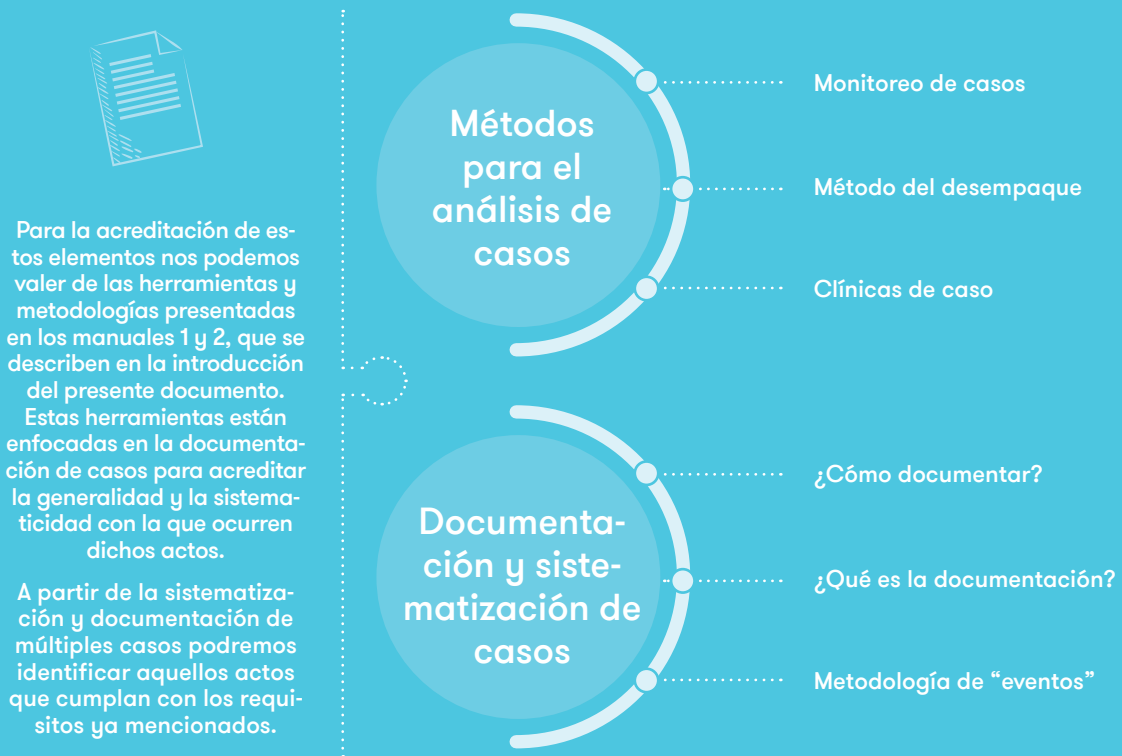 Para la acreditación de es-
tos elementos nos podemos
valer de las herramientas y
metodologías presentadas
en los manuales 1 y 2, que se
describen en la introducción
del presente documento.
Estas herramientas están
enfocadas en la documenta-
ción de casos para acreditar
la generalidad y la sistema-
ticidad con la que ocurren
dichos actos.
A partir de la sistematiza-
ción y documentación de
múltiples casos podremos
identificar aquellos actos
que cumplan con los requi-
sitos ya mencionados.
Métodos
para el
análisis de
casos
Monitoreo de casos
Método del desempaque
Clínicas de caso
Documenta-
ción y siste-
matización de
casos
¿Cómo documentar?
¿Qué es la documentación?
Metodología de “eventos”